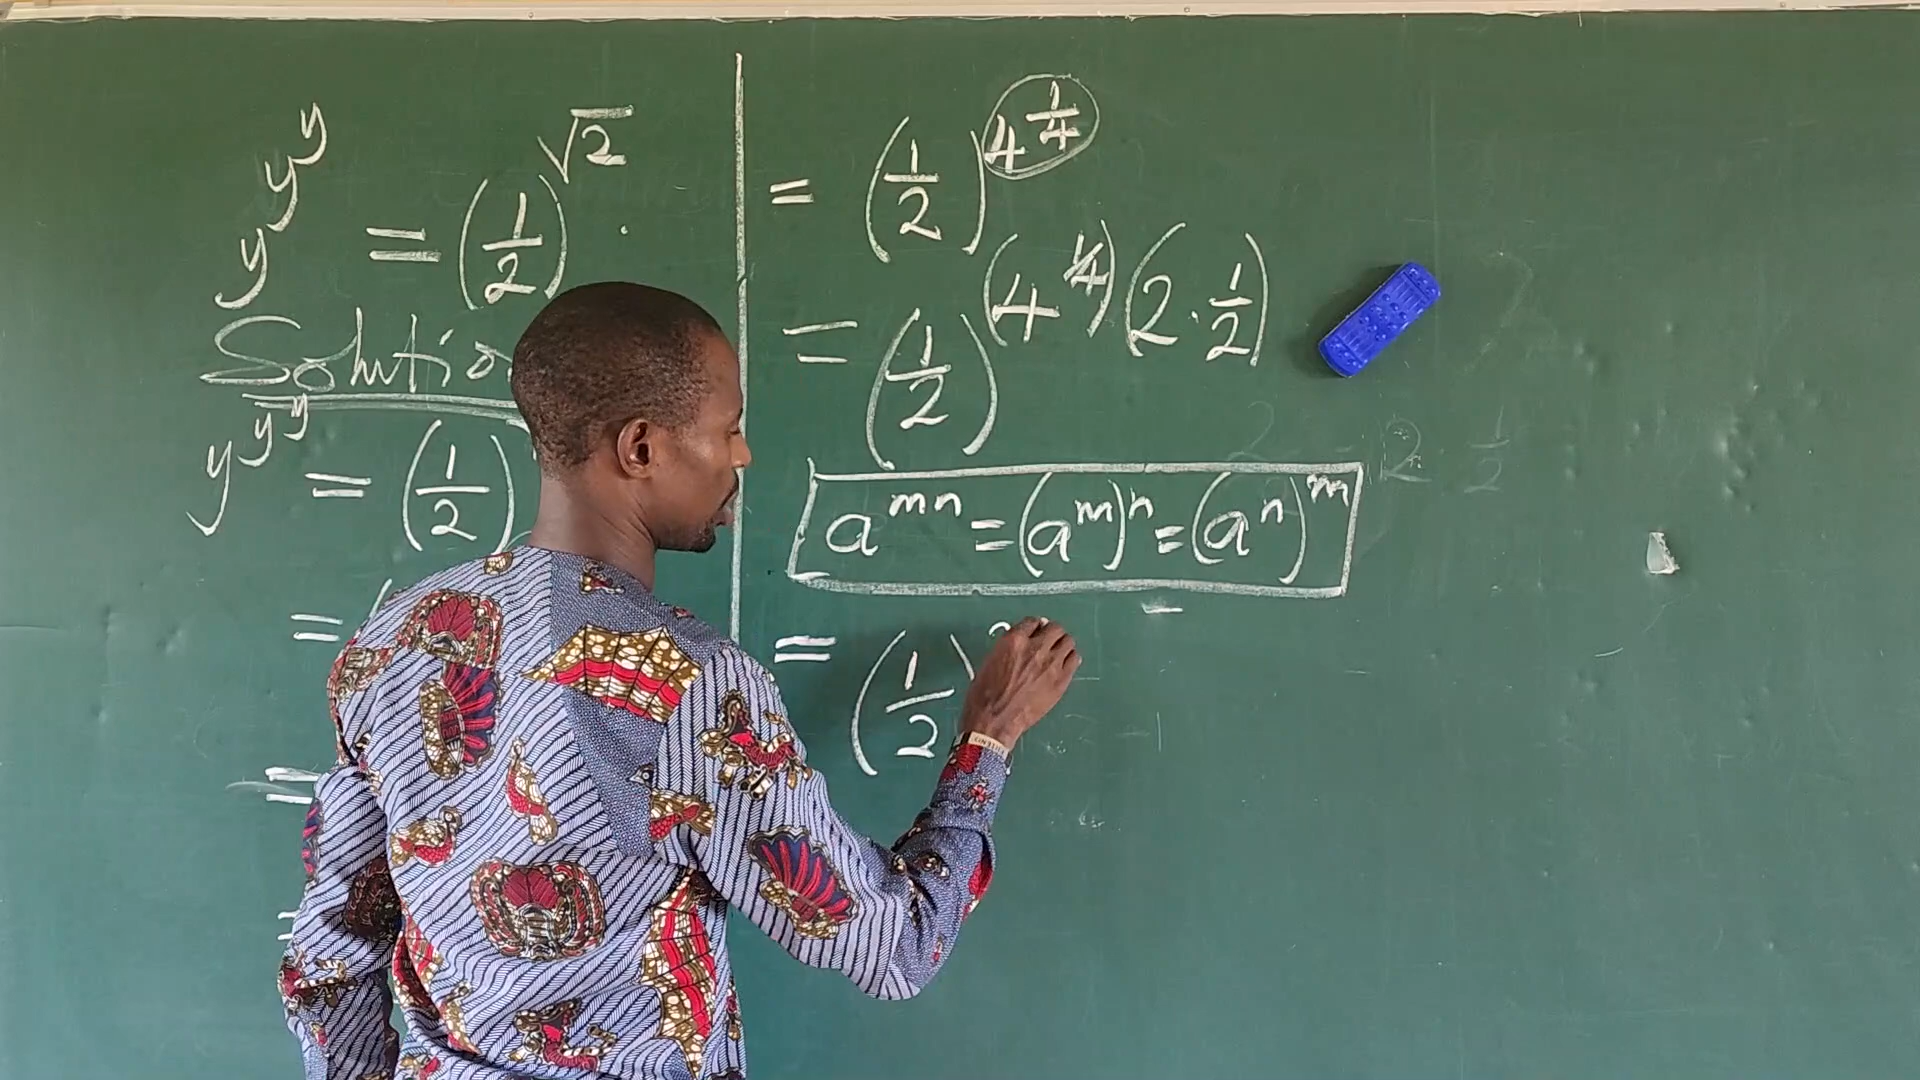 y^{y^y} = (1/2)^{√2} .
Solutio
y^{y^y} = (1/2)
=
=
=
= (1/2)^{4^{1/4}}
= (1/2)^{(4^{1/4})(2·1/2)}
a^{mn} = (a^m)^n = (a^n)^m
= (1/2)